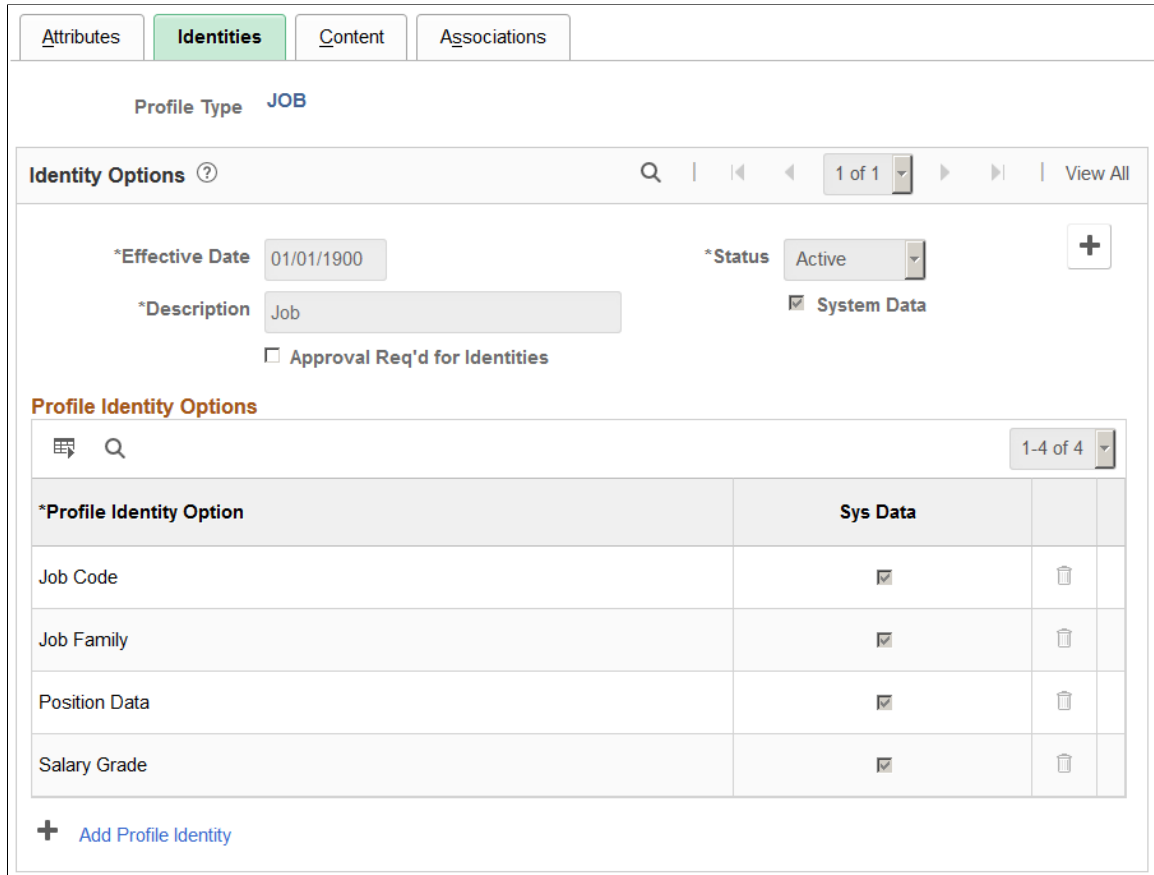 Attributes Identities Content Associations
Profile Type JOB
Identity Options ? 1 of 1 View All
*Effective Date 01/01/1900 *Status Active
*Description Job System Data
Approval Req'd for Identities
Profile Identity Options
1-4 of 4
*Profile Identity Option Sys Data
Job Code
Job Family
Position Data
Salary Grade
Add Profile Identity